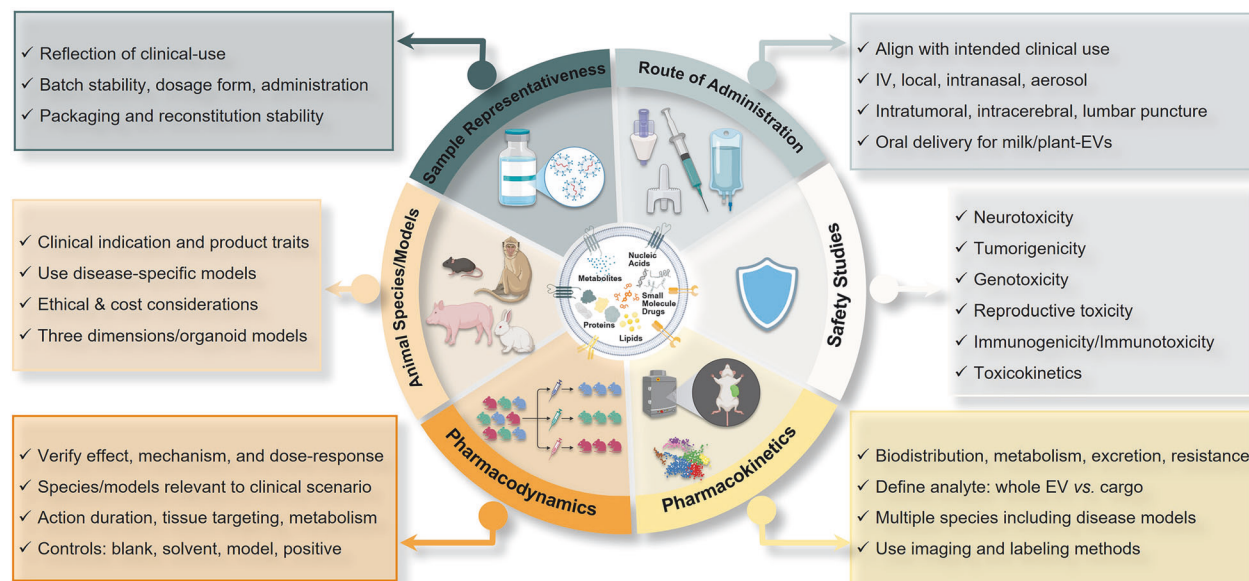 ✓ Reflection of clinical-use
✓ Batch stability, dosage form, administration
✓ Packaging and reconstitution stability
Sample Representativeness
Route of Administration
✓ Align with intended clinical use
✓ IV, local, intranasal, aerosol
✓ Intratumoral, intracerebral, lumbar puncture
✓ Oral delivery for milk/plant-EVs
✓ Clinical indication and product traits
✓ Use disease-specific models
✓ Ethical & cost considerations
✓ Three dimensions/organoid models
Animal Species/Models
Metabolites
Nucleic
Acids
Small
Molecule
Drugs
Proteins
Lipids
Safety Studies
✓ Neurotoxicity
✓ Tumorigenicity
✓ Genotoxicity
✓ Reproductive toxicity
✓ Immunogenicity/Immunotoxicity
✓ Toxicokinetics
✓ Verify effect, mechanism, and dose-response
✓ Species/models relevant to clinical scenario
✓ Action duration, tissue targeting, metabolism
✓ Controls: blank, solvent, model, positive
Pharmacodynamics
Pharmacokinetics
✓ Biodistribution, metabolism, excretion, resistance
✓ Define analyte: whole EV vs. cargo
✓ Multiple species including disease models
✓ Use imaging and labeling methods